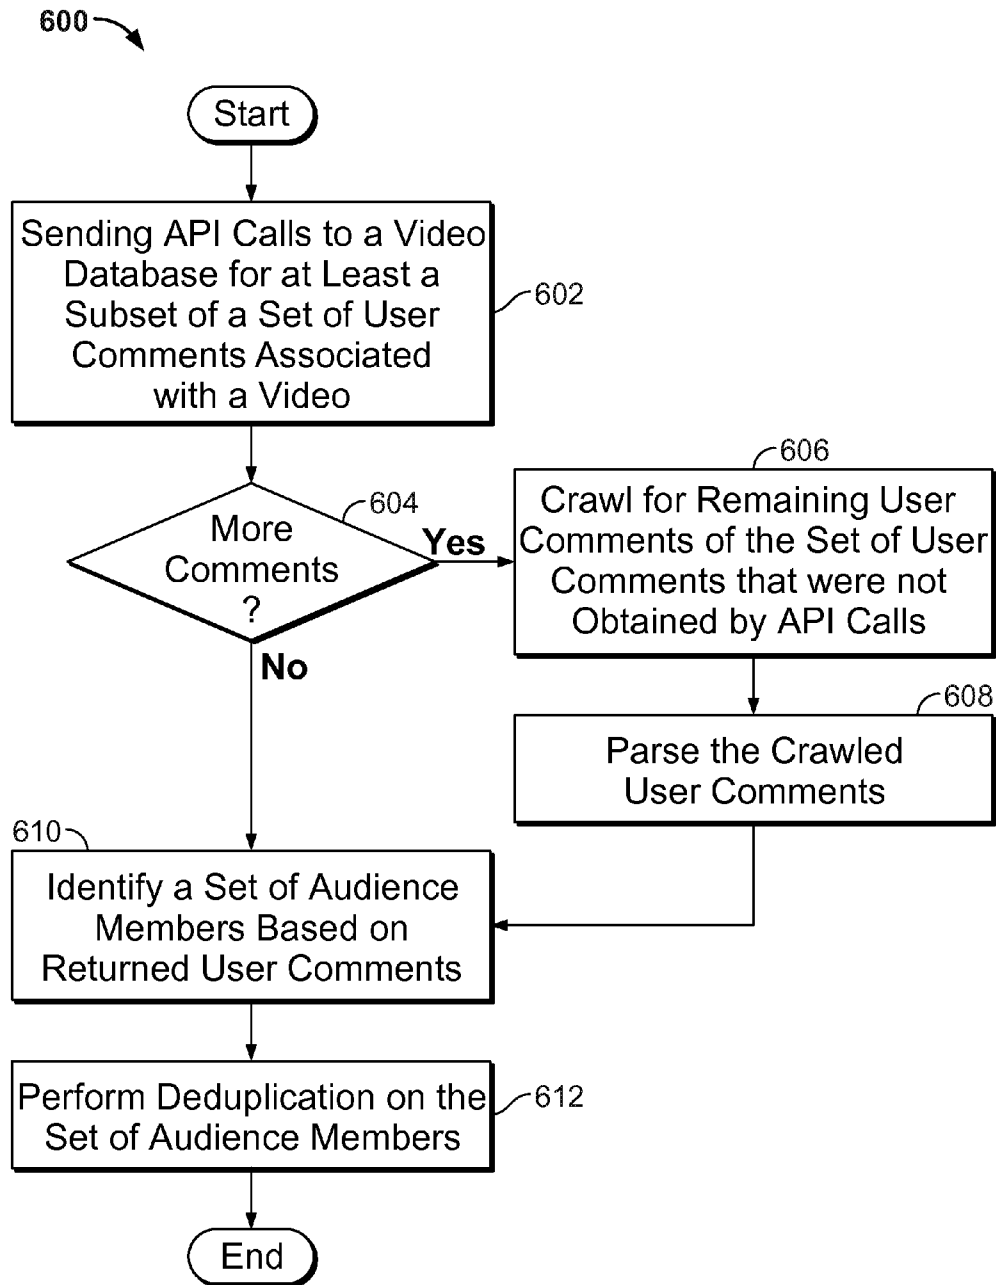 600
Start
Sending API Calls to a Video
Database for at Least a
Subset of a Set of User
Comments Associated
with a Video
602
604
More
Comments
?
Yes
No
606
Crawl for Remaining User
Comments of the Set of User
Comments that were not
Obtained by API Calls
608
Parse the Crawled
User Comments
610
Identify a Set of Audience
Members Based on
Returned User Comments
Perform Deduplication on the
Set of Audience Members
612
End